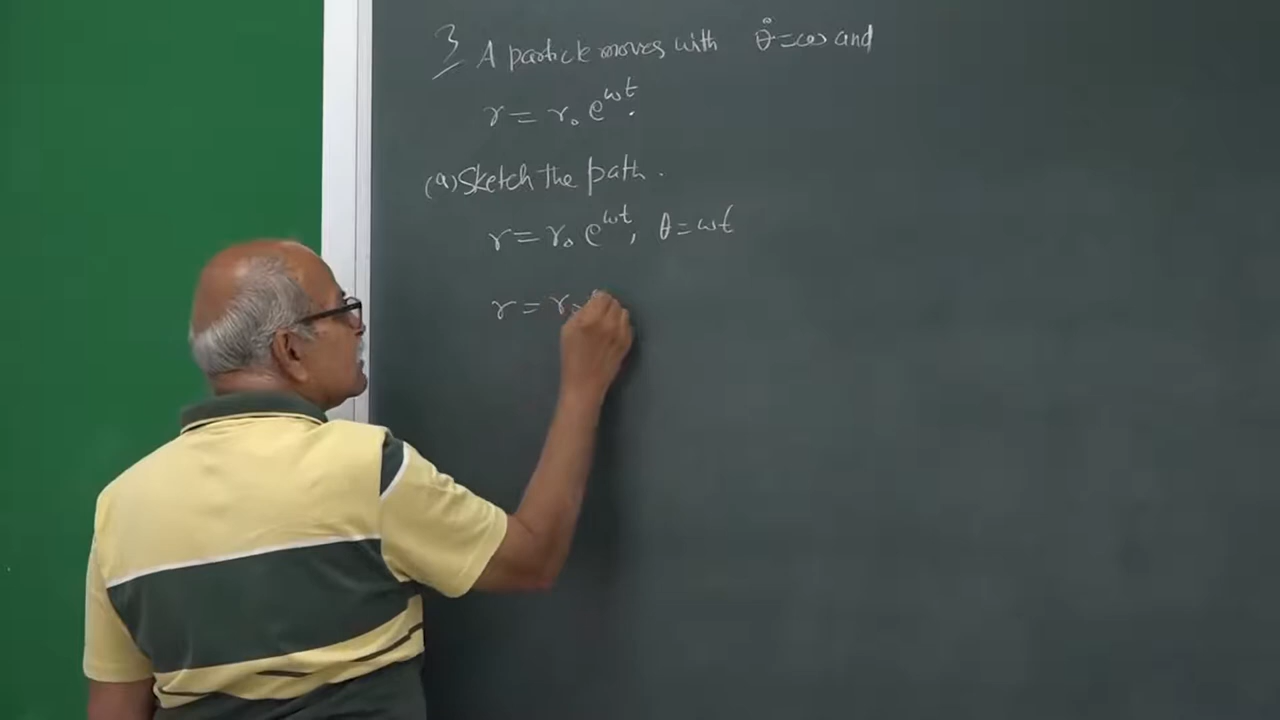 3 A particle moves with θ̇ = ω and
r = r₀ e^ωt.
(a) Sketch the path.
r = r₀ e^ωt, θ = ωt
r = r₀